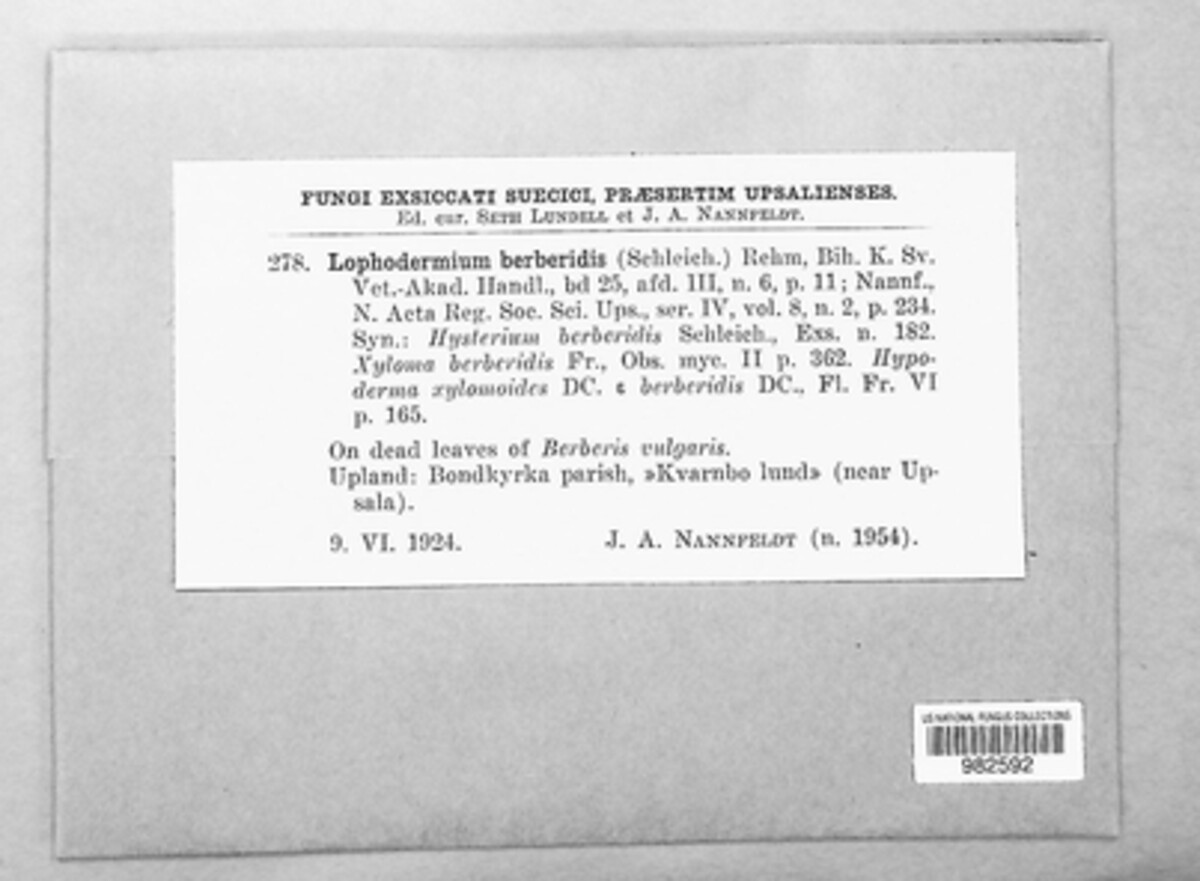 FUNGI EXSICCATI SUECICI, PRÆSERTIM UPSALIENSES.
Ed. cur. SETH LUNDELL et J. A. NANNFELDT.
278. Lophodermium berberidis (Schleich.) Rehm, Bih. K. Sv.
Vet.-Akad. Handl., bd 25, afd. III, n. 6, p. 11; Nannf.,
N. Acta Reg. Soc. Sci. Ups., ser. IV, vol. 8, n. 2, p. 234.
Syn.: Hysterium berberidis Schleich., Exs. n. 182.
Xyloma berberidis Fr., Obs. myc. II p. 362. Hypo-
derma xylomoides DC. ε berberidis DC., Fl. Fr. VI
p. 165.
On dead leaves of Berberis vulgaris.
Upland: Bondkyrka parish, »Kvarnbo lund» (near Up-
sala).
9. VI. 1924. J. A. NANNFELDT (n. 1954).
US NATIONAL FUNGUS COLLECTIONS
982592